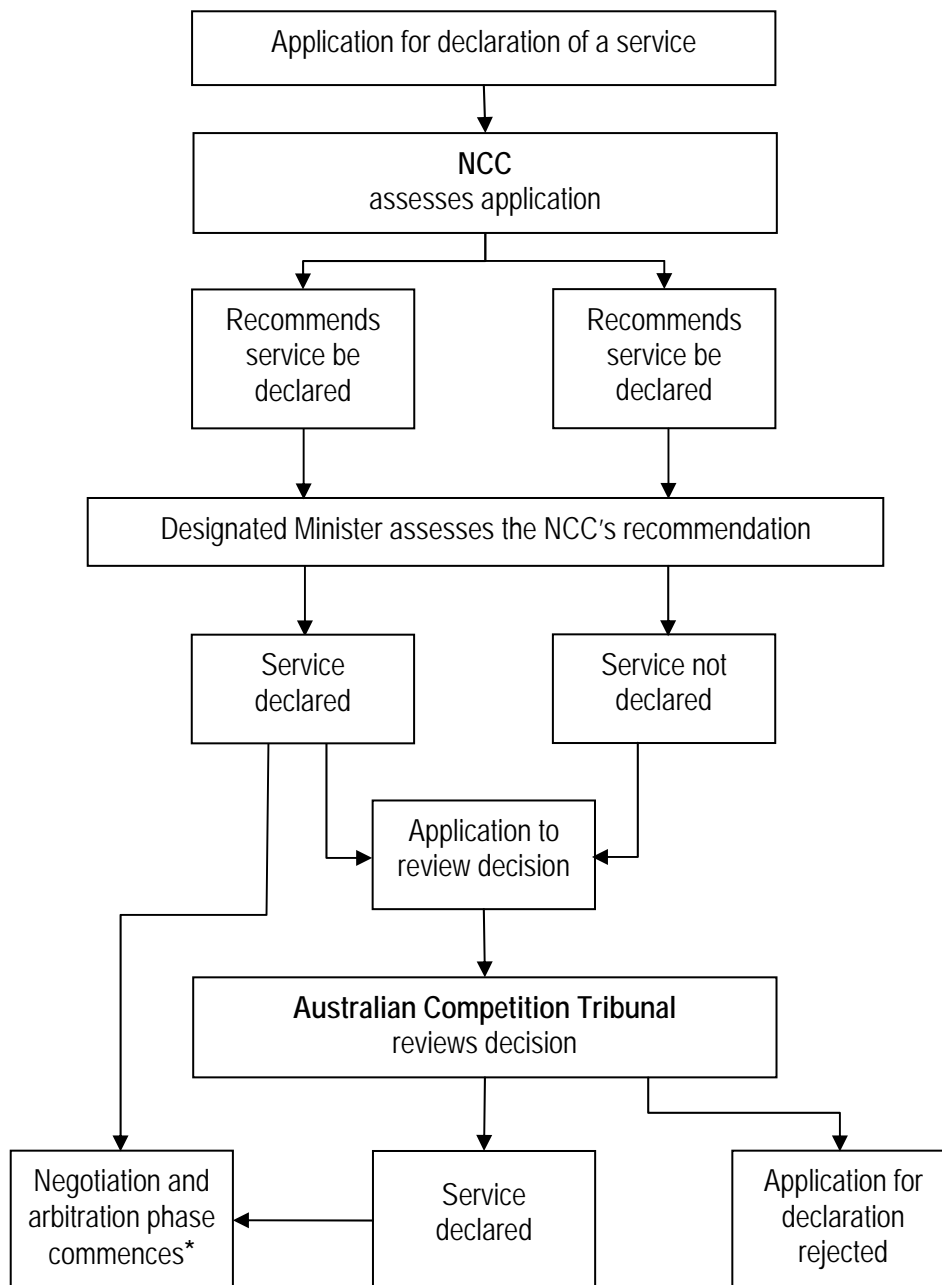 Application for declaration of a service
NCC
assesses application
Recommends
service be
declared
Recommends
service be
declared
Designated Minister assesses the NCC's recommendation
Service
declared
Service not
declared
Application to
review decision
Australian Competition Tribunal
reviews decision
Negotiation and
arbitration phase
commences*
Service
declared
Application for
declaration
rejected